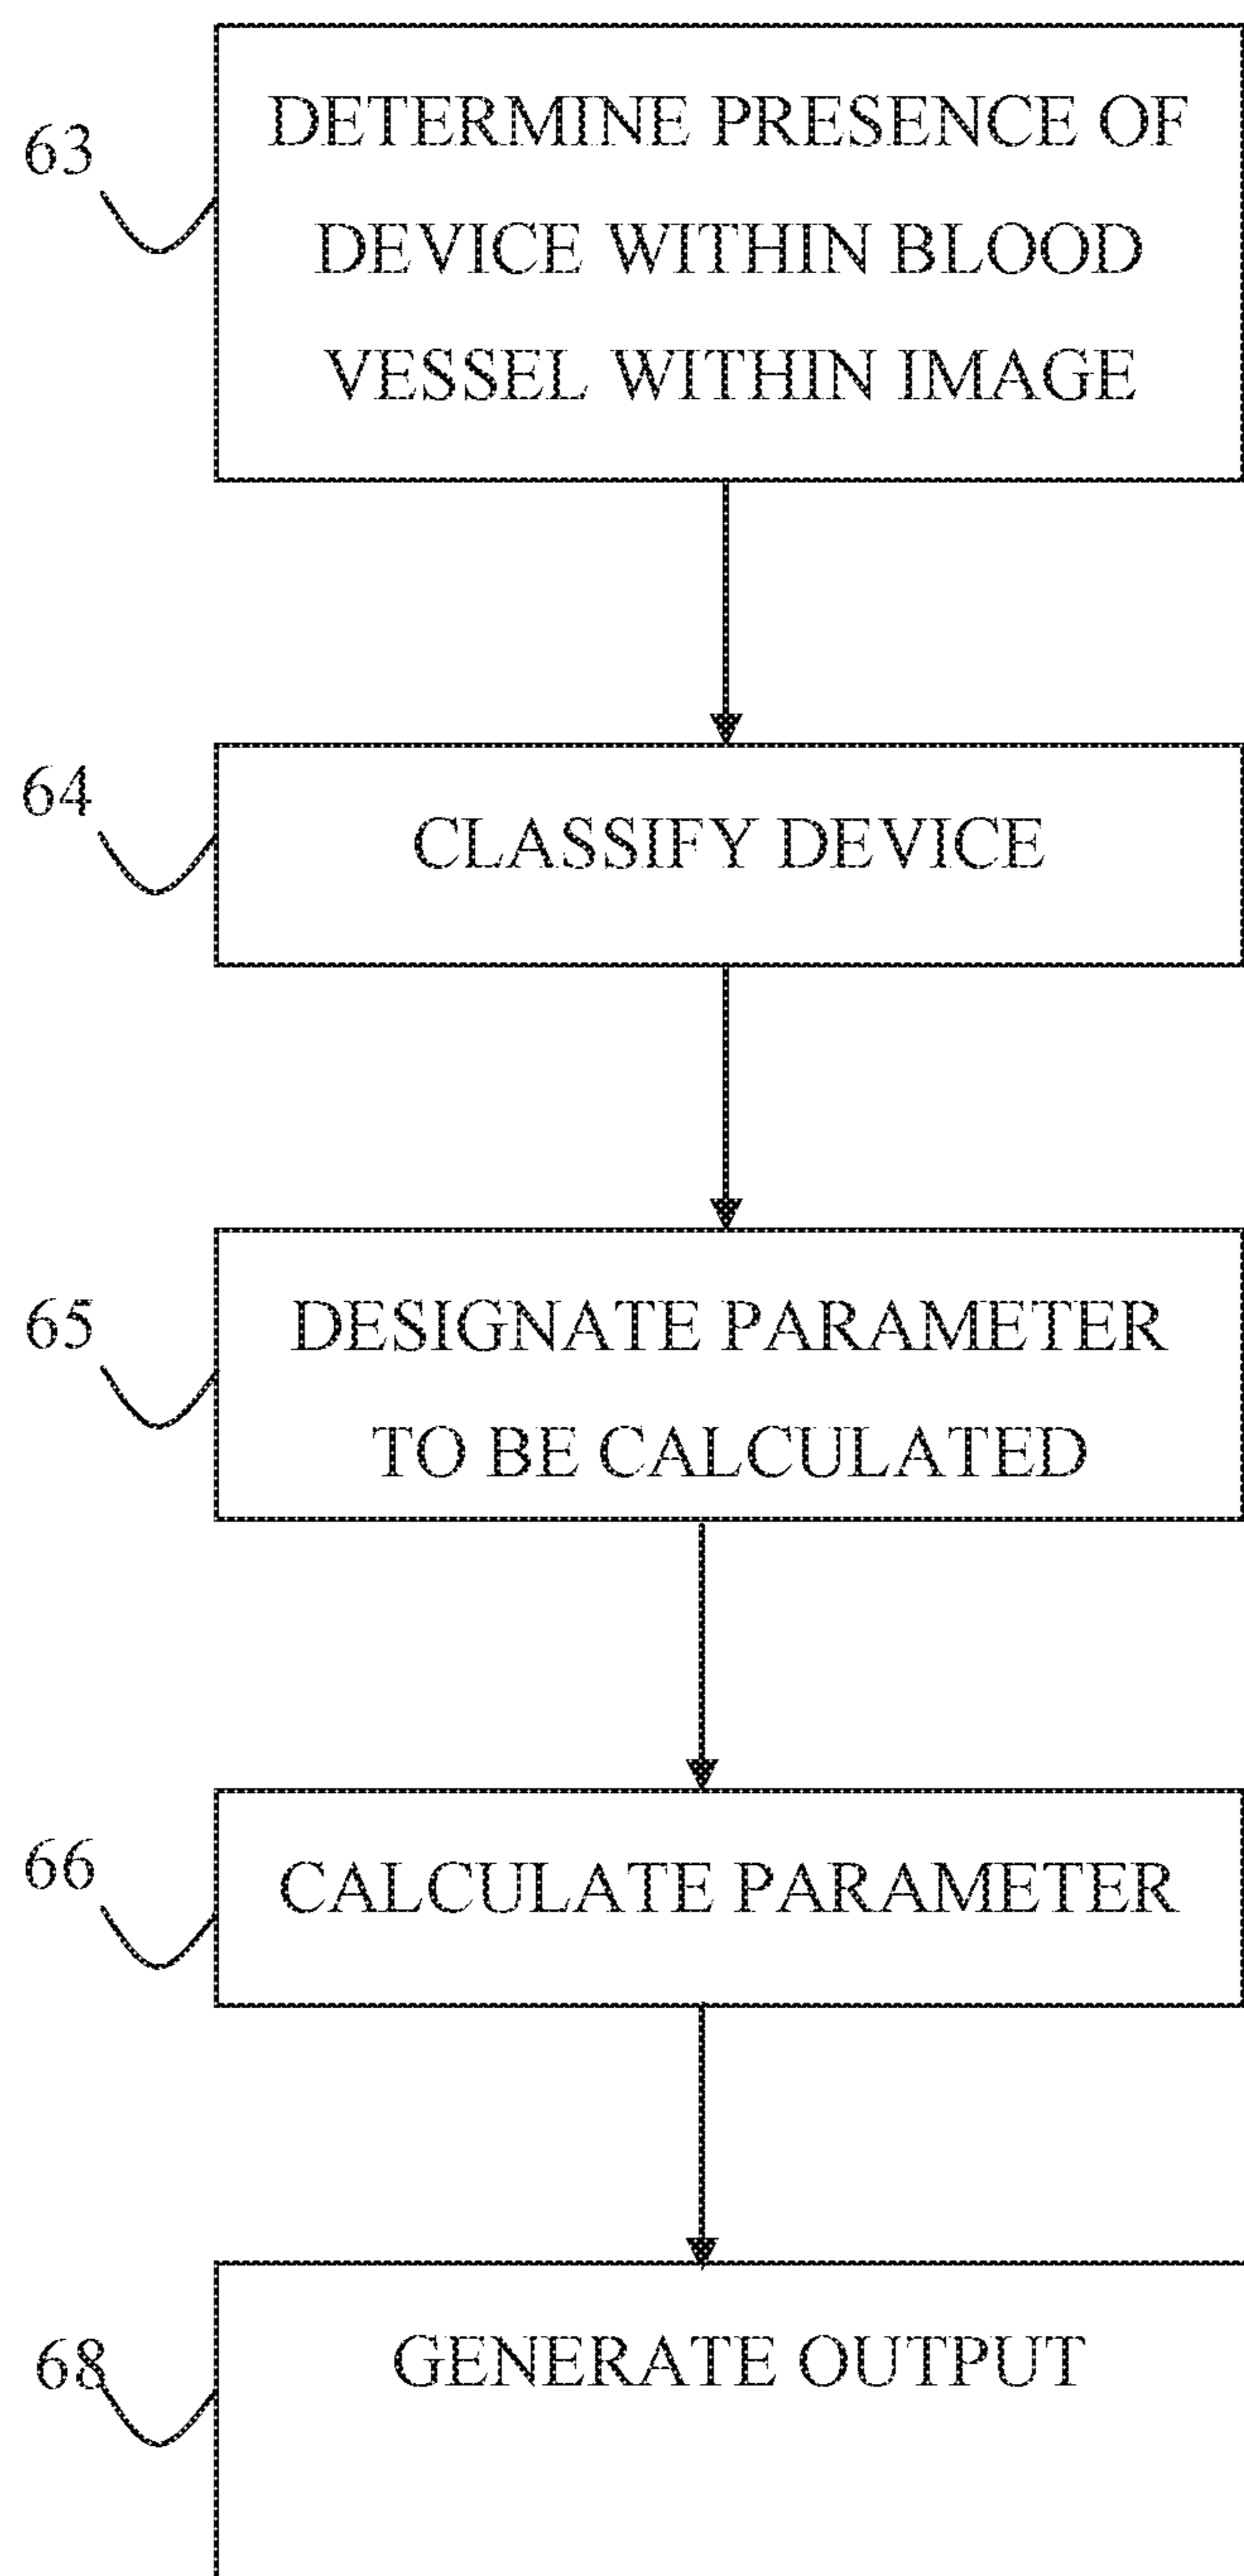 63
DETERMINE PRESENCE OF
DEVICE WITHIN BLOOD
VESSEL WITHIN IMAGE
64
CLASSIFY DEVICE
65
DESIGNATE PARAMETER
TO BE CALCULATED
66
CALCULATE PARAMETER
68
GENERATE OUTPUT